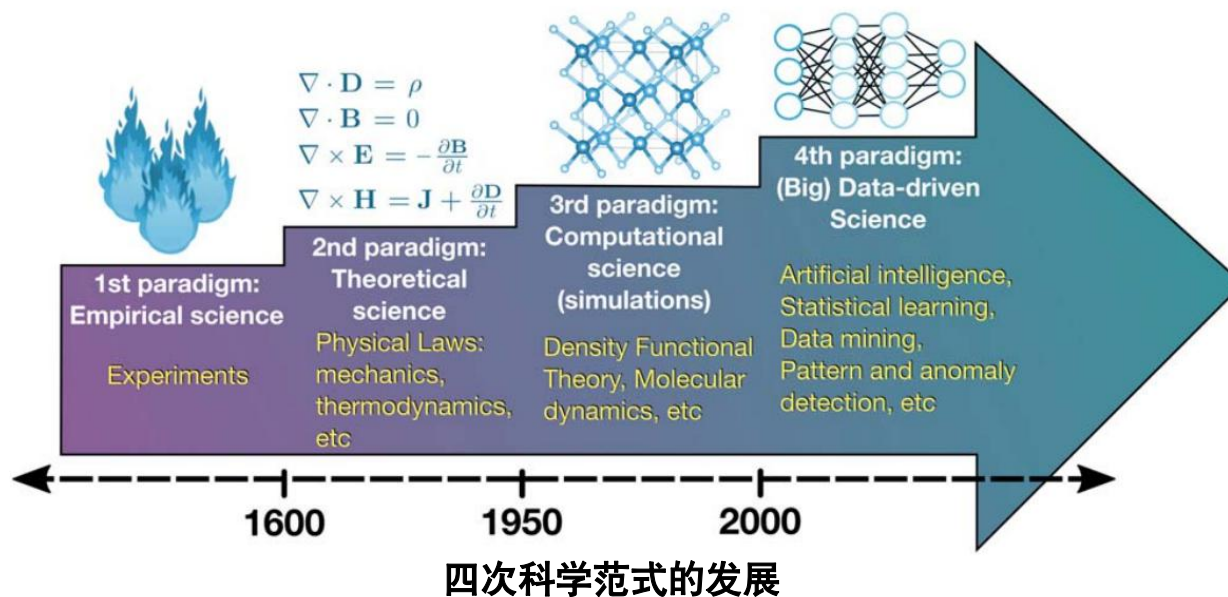 ∇ · D = ρ
∇ · B = 0
∇ × E = -∂B/∂t
∇ × H = J + ∂D/∂t
1st paradigm:
Empirical science
Experiments
2nd paradigm:
Theoretical
science
Physical Laws:
mechanics,
thermodynamics,
etc
3rd paradigm:
Computational
science
(simulations)
Density Functional
Theory, Molecular
dynamics, etc
4th paradigm:
(Big) Data-driven
Science
Artificial intelligence,
Statistical learning,
Data mining,
Pattern and anomaly
detection, etc
1600
1950
2000
四次科学范式的发展